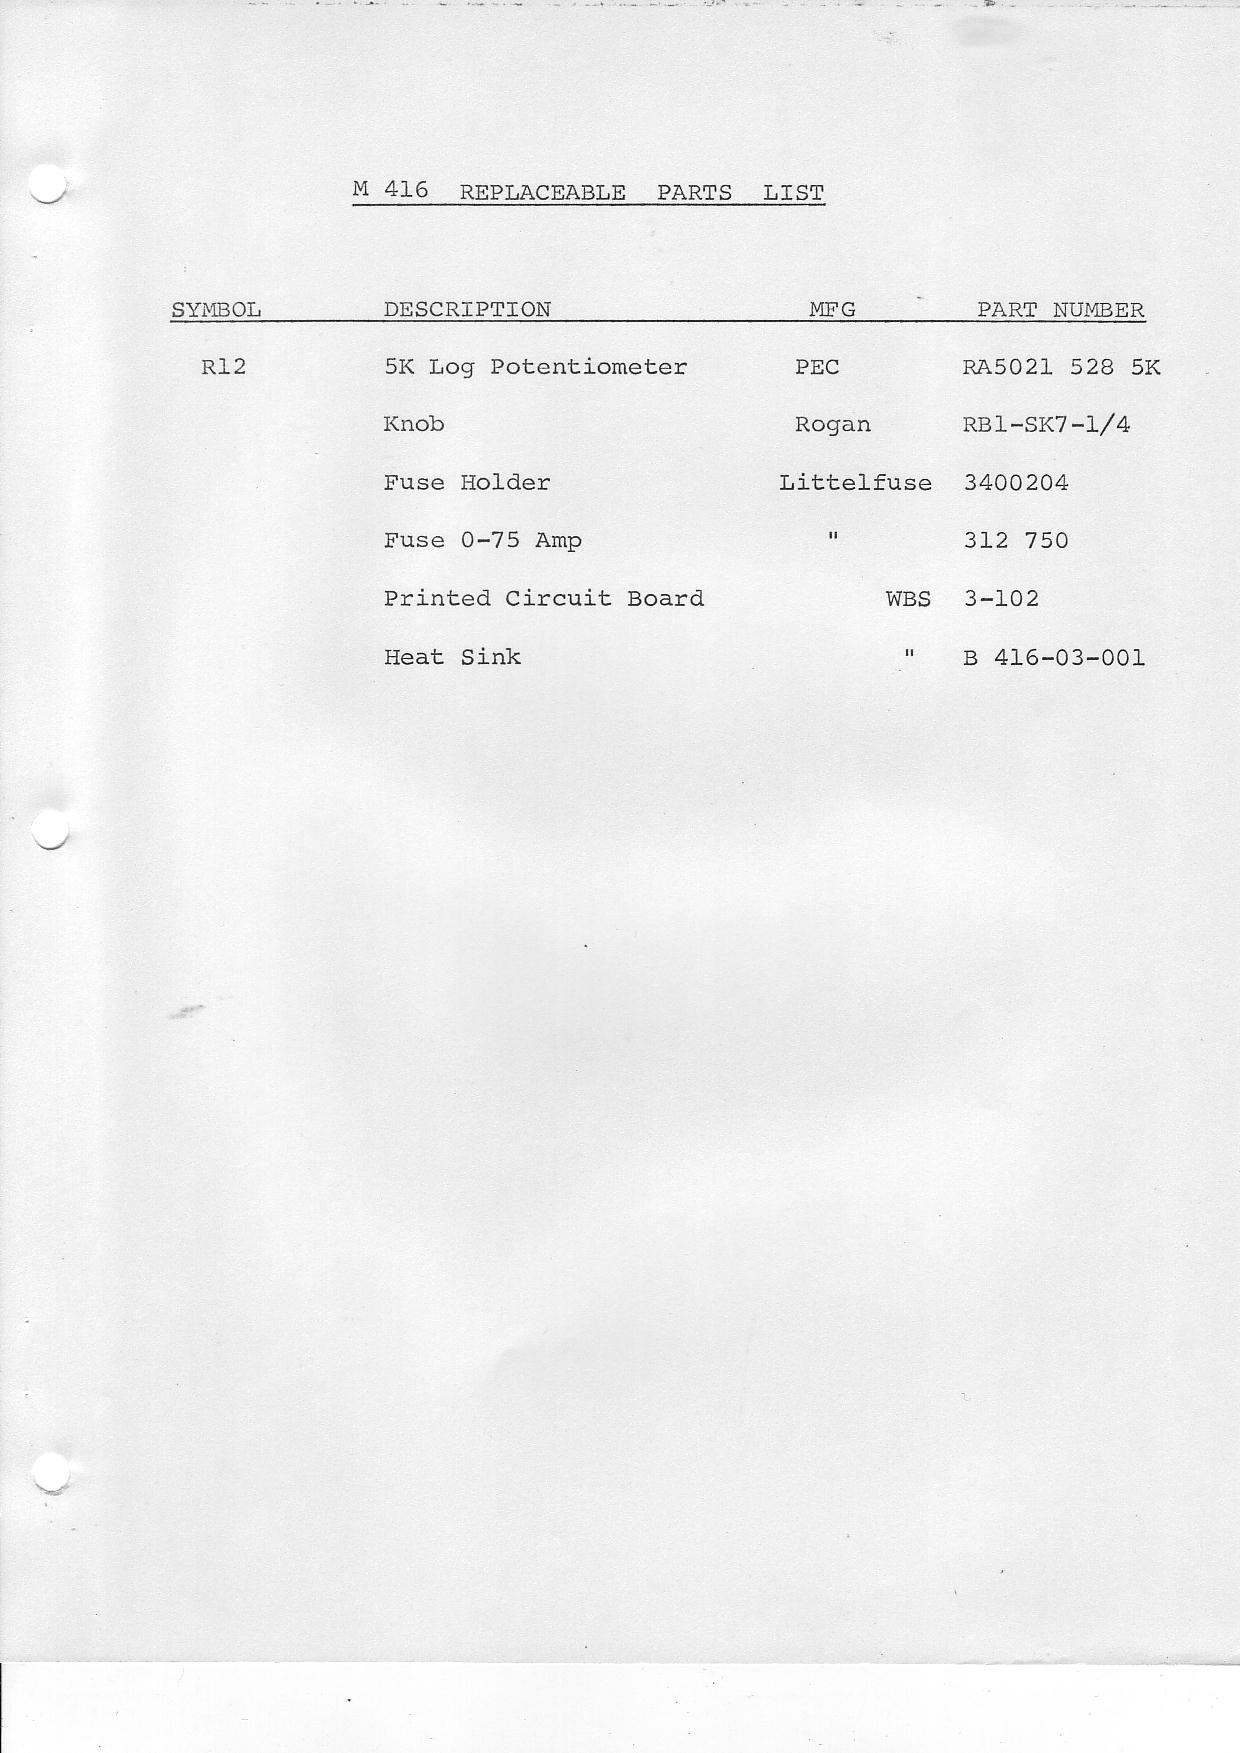 M 416 REPLACEABLE PARTS LIST
SYMBOL DESCRIPTION MFG PART NUMBER
R12 5K Log Potentiometer PEC RA5021 528 5K
Knob Rogan RB1-SK7-1/4
Fuse Holder Littelfuse 3400204
Fuse 0-75 Amp " 312 750
Printed Circuit Board WBS 3-102
Heat Sink " B 416-03-001